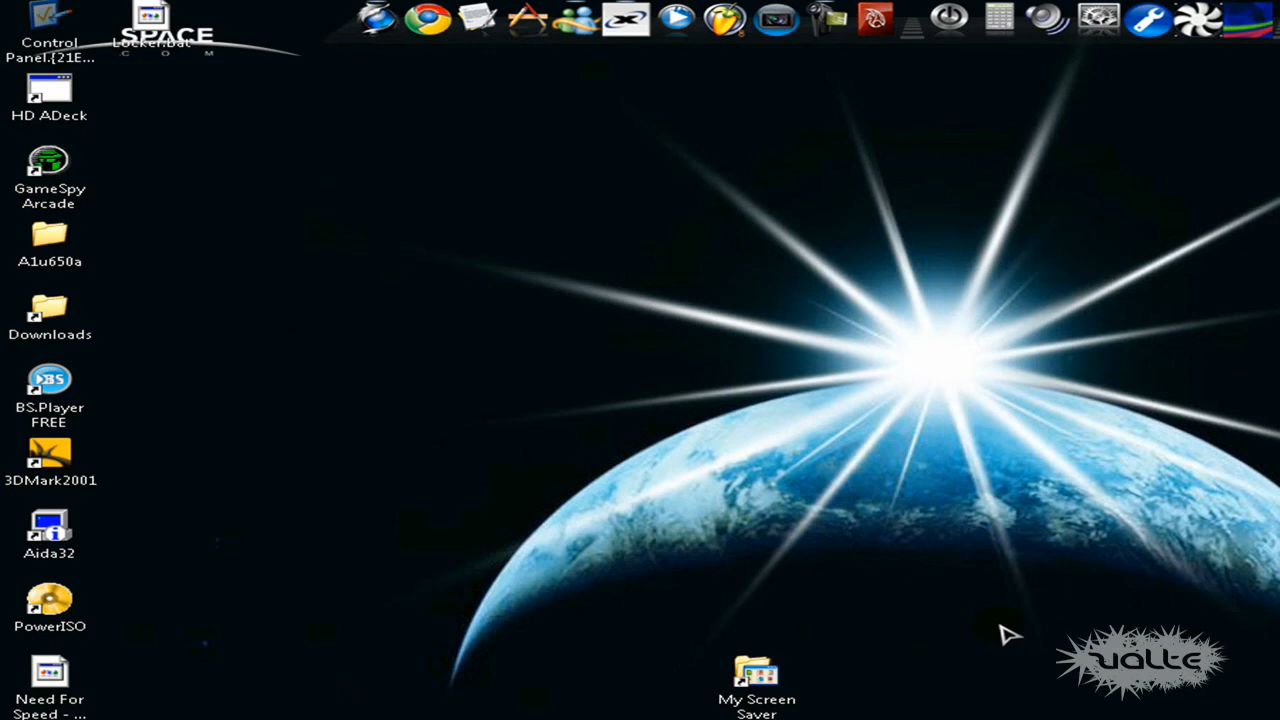 Control
Panel.{21E...
Locker.bat
SPACE
C O M
HD ADeck
GameSpy
Arcade
A1u650a
Downloads
BS.Player
FREE
3DMark2001
Aida32
PowerISO
Need For
Speed - ...
My Screen
Saver
ualte